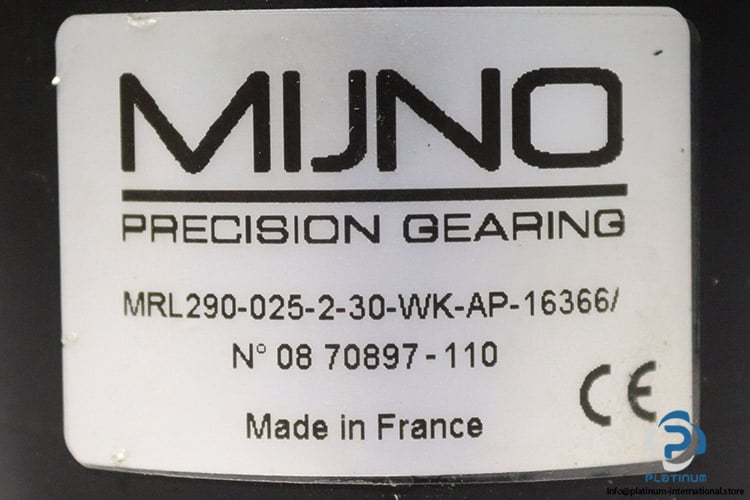 MIJNO
PRECISION GEARING
MRL290-025-2-30-WK-AP-16366/
N° 08 70897-110
Made in France
CE
PLATINUM
Info@platinum-international.store